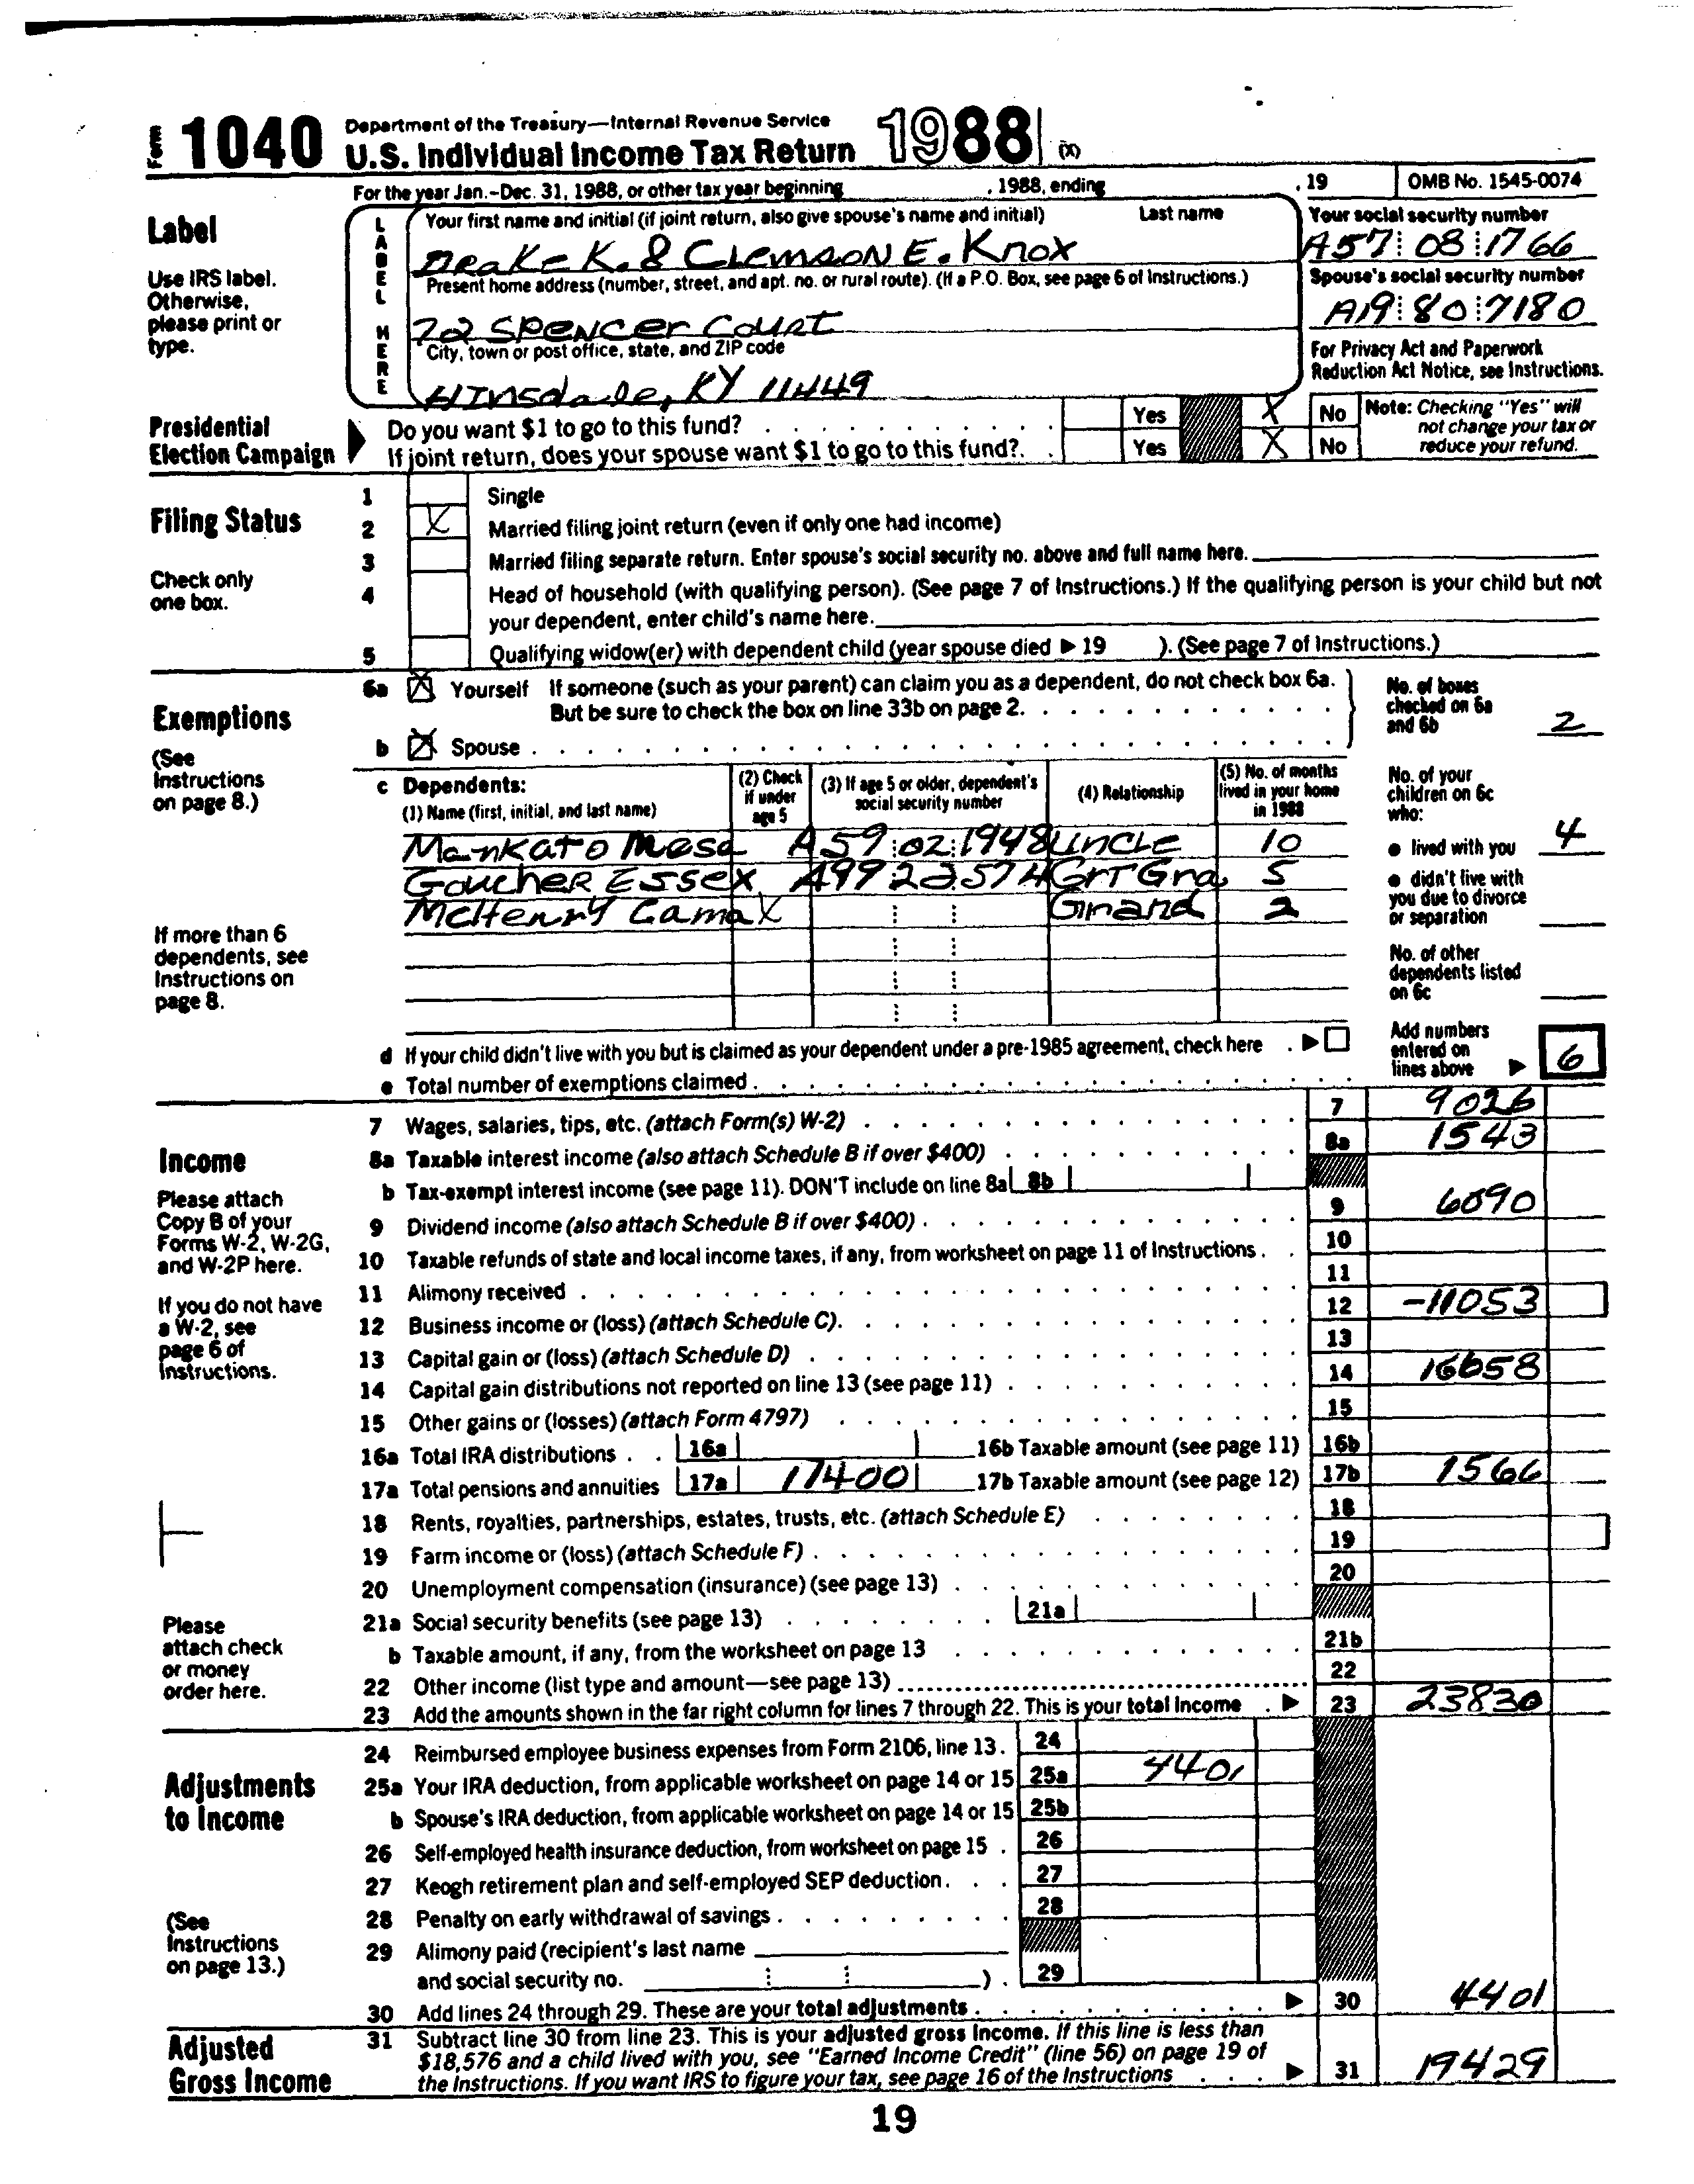 Form 1040 Department of the Treasury—Internal Revenue Service
U.S. Individual Income Tax Return 1988 (X)
For the year Jan.-Dec. 31, 1988, or other tax year beginning , 1988, ending , 19 OMB No. 1545-0074
Label
Use IRS label.
Otherwise,
please print or
type.
LABEL HERE
Your first name and initial (if joint return, also give spouse's name and initial) Last name
Drake K. & Clemson E. Knox
Present home address (number, street, and apt. no. or rural route). (If a P.O. Box, see page 6 of Instructions.)
72 Spencer Court
City, town or post office, state, and ZIP code
Hinsdale, KY 11449
Your social security number
A57 08 1766
Spouse's social security number
A19 80 7180
For Privacy Act and Paperwork
Reduction Act Notice, see Instructions.
Presidential
Election Campaign
Do you want $1 to go to this fund? Yes X No
If joint return, does your spouse want $1 to go to this fund?. Yes X No
Note: Checking "Yes" will
not change your tax or
reduce your refund.
Filing Status
Check only
one box.
1 Single
2 X Married filing joint return (even if only one had income)
3 Married filing separate return. Enter spouse's social security no. above and full name here.
4 Head of household (with qualifying person). (See page 7 of Instructions.) If the qualifying person is your child but not
your dependent, enter child's name here.
5 Qualifying widow(er) with dependent child (year spouse died ▶ 19 ). (See page 7 of Instructions.)
Exemptions
(See
Instructions
on page 8.)
6a X Yourself If someone (such as your parent) can claim you as a dependent, do not check box 6a.
But be sure to check the box on line 33b on page 2.
b X Spouse
No. of boxes
checked on 6a
and 6b 2
c Dependents:
(1) Name (first, initial, and last name)
(2) Check
if under
age 5
(3) If age 5 or older, dependent's
social security number
(4) Relationship
(5) No. of months
lived in your home
in 1988
Mankato Mesa A59 02 1948 Uncle 10
Goucher Essex A99 22 574 GrT Gra 5
McHenry Cama X Grand 2
No. of your
children on 6c
who:
● lived with you 4
● didn't live with
you due to divorce
or separation
No. of other
dependents listed
on 6c
If more than 6
dependents, see
Instructions on
page 8.
d If your child didn't live with you but is claimed as your dependent under a pre-1985 agreement, check here . ▶
e Total number of exemptions claimed
Add numbers
entered on
lines above ▶ 6
Income
Please attach
Copy B of your
Forms W-2, W-2G,
and W-2P here.
If you do not have
a W-2, see
page 6 of
Instructions.
Please
attach check
or money
order here.
7 Wages, salaries, tips, etc. (attach Form(s) W-2) 7 9026
8a Taxable interest income (also attach Schedule B if over $400) 8a 1543
b Tax-exempt interest income (see page 11). DON'T include on line 8a 8b
9 Dividend income (also attach Schedule B if over $400) 9 6090
10 Taxable refunds of state and local income taxes, if any, from worksheet on page 11 of Instructions 10
11 Alimony received 11
12 Business income or (loss) (attach Schedule C). 12 -11053
13 Capital gain or (loss) (attach Schedule D) 13
14 Capital gain distributions not reported on line 13 (see page 11) 14 16658
15 Other gains or (losses) (attach Form 4797) 15
16a Total IRA distributions 16a 16b Taxable amount (see page 11) 16b
17a Total pensions and annuities 17a 17400 17b Taxable amount (see page 12) 17b 1566
18 Rents, royalties, partnerships, estates, trusts, etc. (attach Schedule E) 18
19 Farm income or (loss) (attach Schedule F) 19
20 Unemployment compensation (insurance) (see page 13) 20
21a Social security benefits (see page 13) 21a
b Taxable amount, if any, from the worksheet on page 13 21b
22 Other income (list type and amount—see page 13) 22
23 Add the amounts shown in the far right column for lines 7 through 22. This is your total income ▶ 23 23830
Adjustments
to Income
(See
Instructions
on page 13.)
24 Reimbursed employee business expenses from Form 2106, line 13. 24
25a Your IRA deduction, from applicable worksheet on page 14 or 15 25a 4401
b Spouse's IRA deduction, from applicable worksheet on page 14 or 15 25b
26 Self-employed health insurance deduction, from worksheet on page 15 26
27 Keogh retirement plan and self-employed SEP deduction 27
28 Penalty on early withdrawal of savings 28
29 Alimony paid (recipient's last name
and social security no. ) 29
30 Add lines 24 through 29. These are your total adjustments ▶ 30 4401
Adjusted
Gross Income
31 Subtract line 30 from line 23. This is your adjusted gross income. If this line is less than
$18,576 and a child lived with you, see "Earned Income Credit" (line 56) on page 19 of
the Instructions. If you want IRS to figure your tax, see page 16 of the Instructions ▶ 31 19429
19